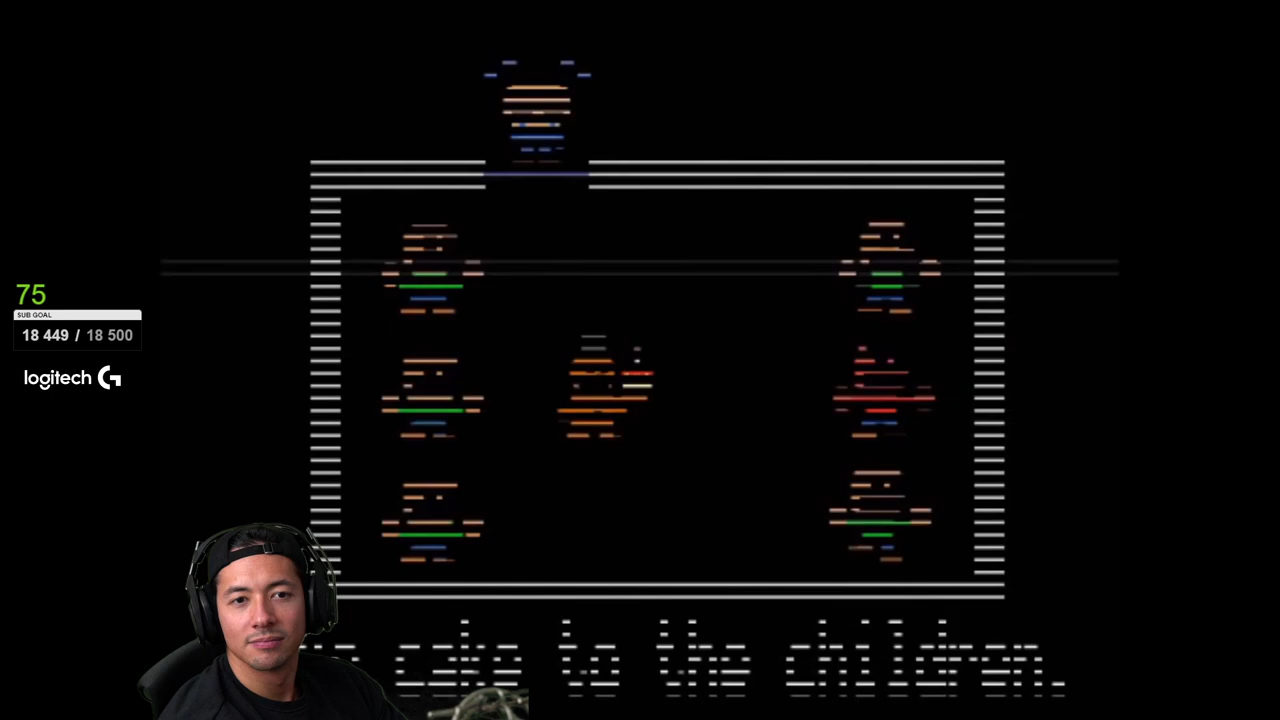 75
SUB GOAL
18 449 / 18 500
logitech G
cake to the children.